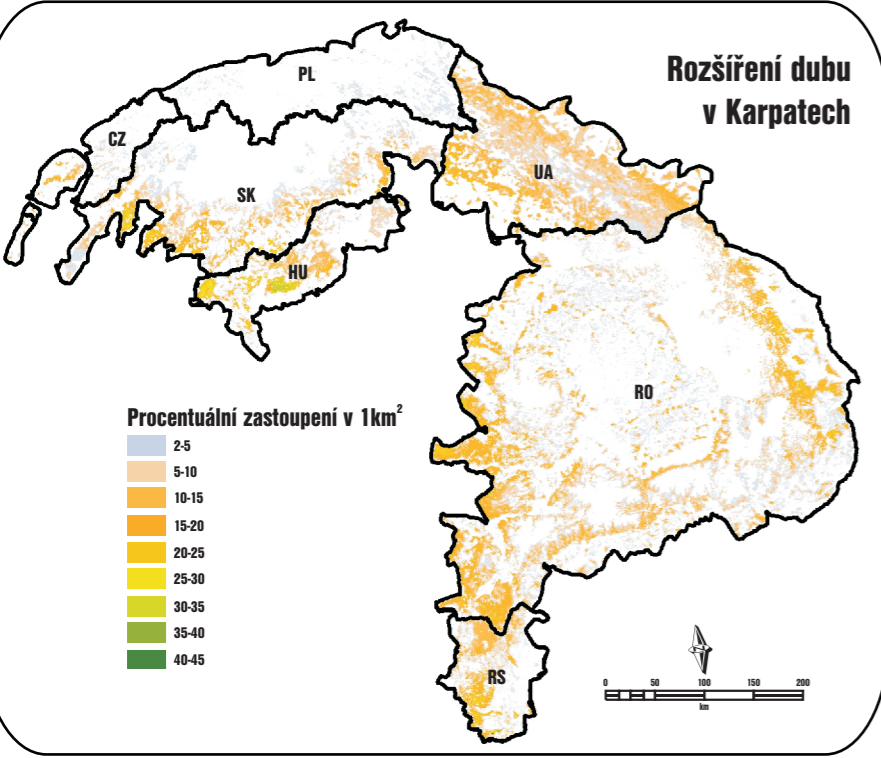 Rozšíření dubu
v Karpatech
PL
CZ
SK
UA
HU
RO
RS
Procentuální zastoupení v 1km²
2-5
5-10
10-15
15-20
20-25
25-30
30-35
35-40
40-45
0 50 100 150 200
km